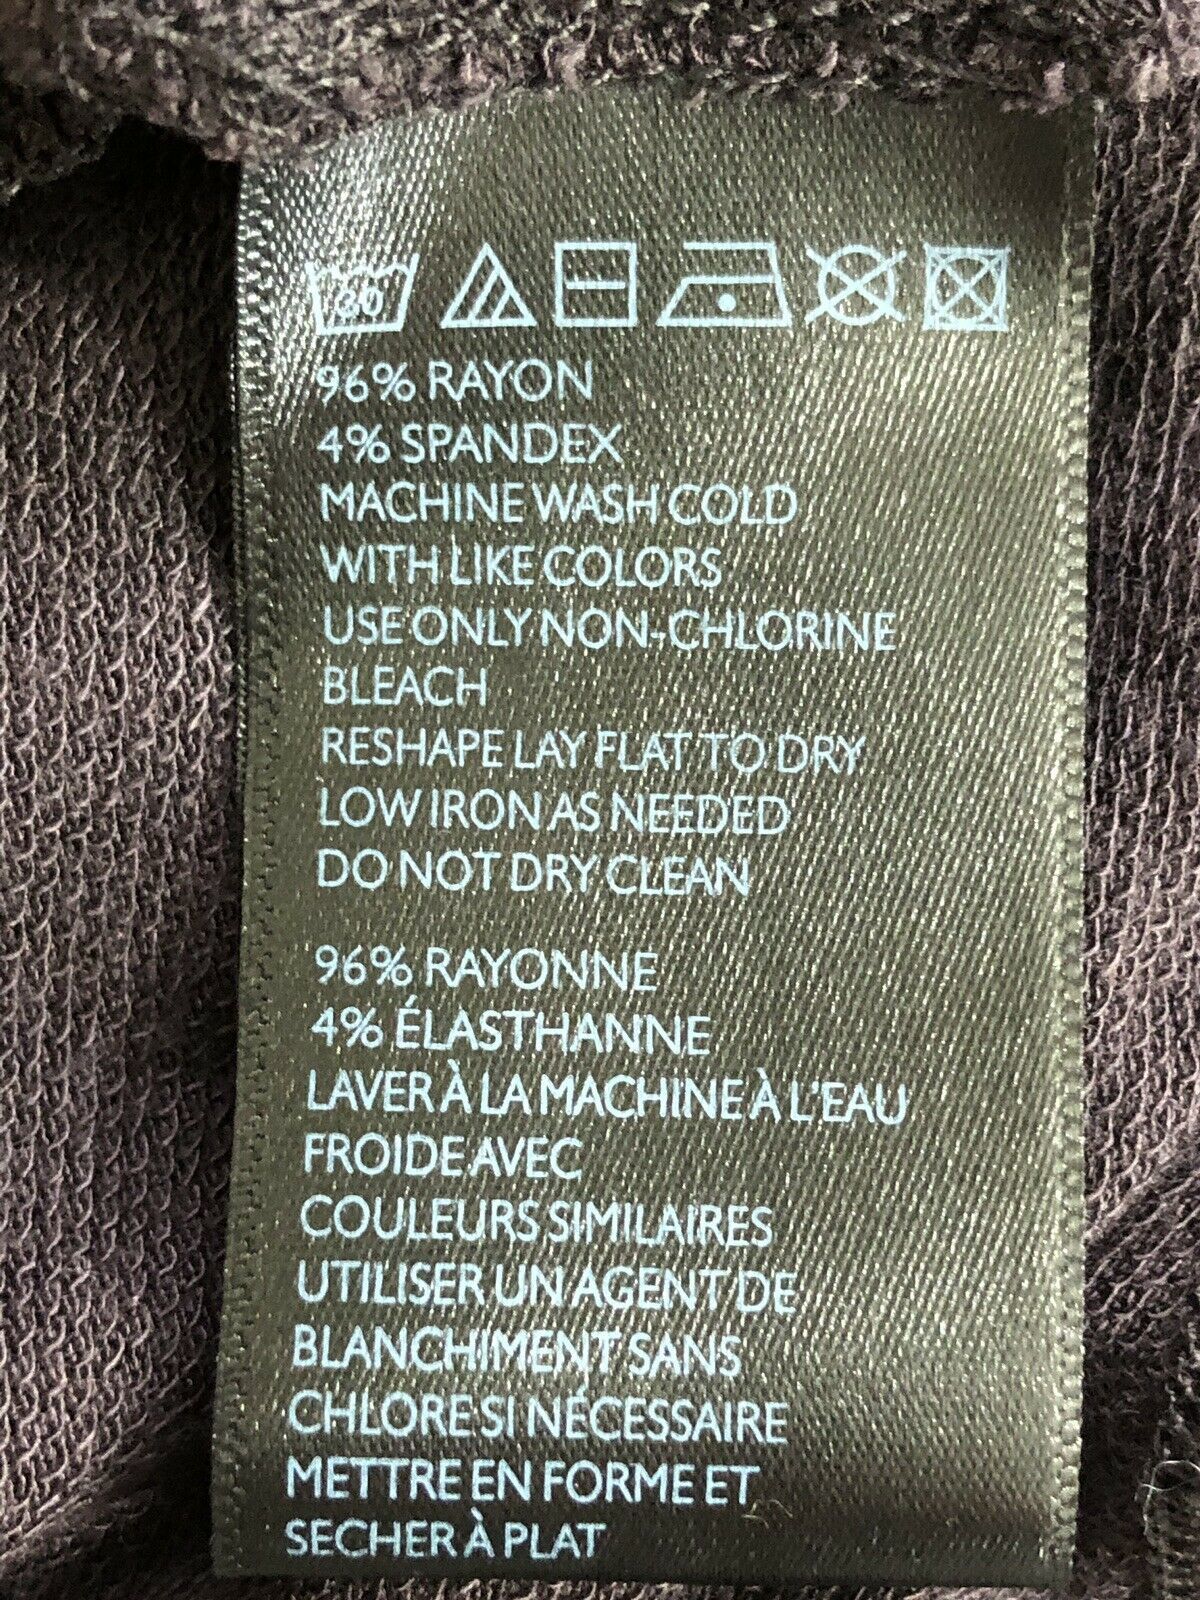 30
96% RAYON
4% SPANDEX
MACHINE WASH COLD
WITH LIKE COLORS
USE ONLY NON-CHLORINE
BLEACH
RESHAPE LAY FLAT TO DRY
LOW IRON AS NEEDED
DO NOT DRY CLEAN
96% RAYONNE
4% ÉLASTHANNE
LAVER À LA MACHINE À L'EAU
FROIDE AVEC
COULEURS SIMILAIRES
UTILISER UN AGENT DE
BLANCHIMENT SANS
CHLORE SI NÉCESSAIRE
METTRE EN FORME ET
SECHER À PLAT